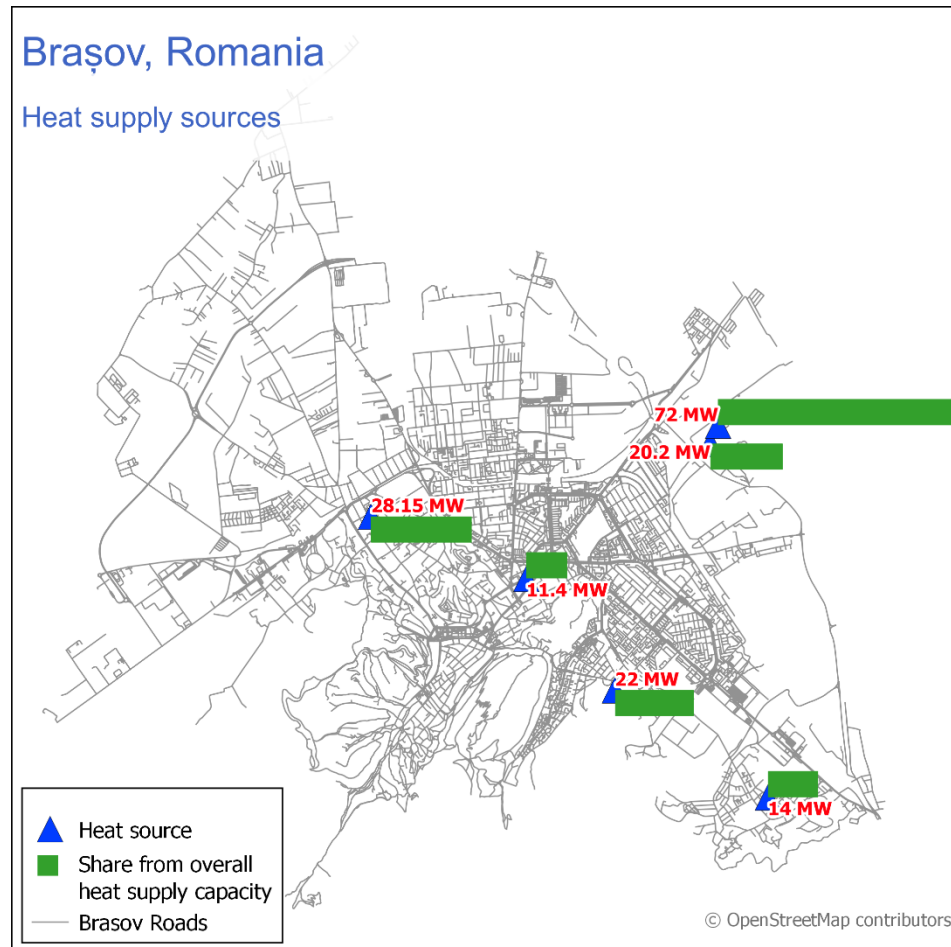 Brașov, Romania
Heat supply sources
72 MW
20.2 MW
28.15 MW
11.4 MW
22 MW
14 MW
Heat source
Share from overall
heat supply capacity
Brasov Roads
© OpenStreetMap contributors